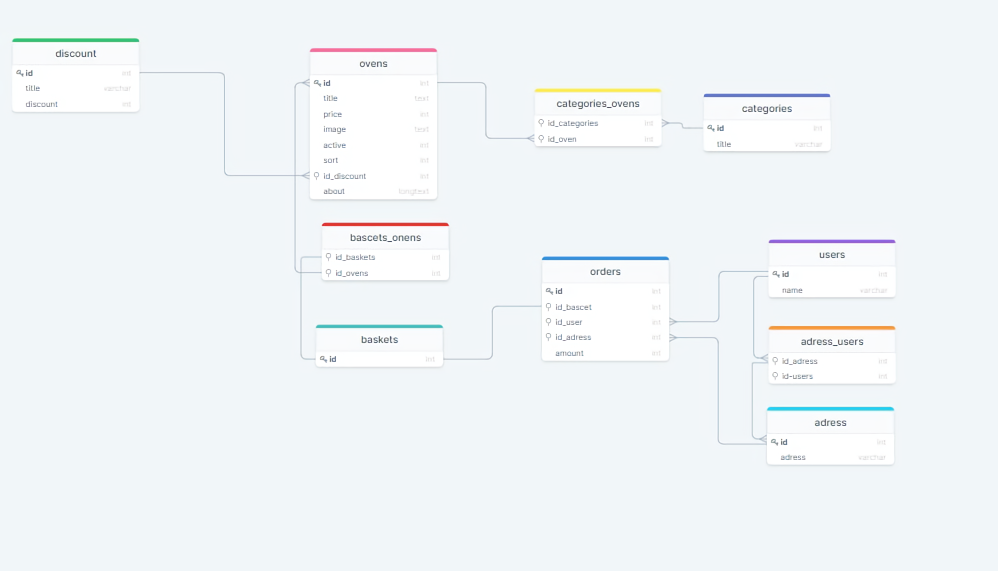 discount
id int
title varchar
discount int
ovens
id int
title text
price int
image text
active int
sort int
id_discount int
about longtext
categories_ovens
id_categories int
id_oven int
categories
id int
title varchar
bascets_onens
id_baskets int
id_ovens int
baskets
id int
orders
id int
id_bascet int
id_user int
id_adress int
amount int
users
id int
name varchar
adress_users
id_adress int
id-users int
adress
id int
adress varchar